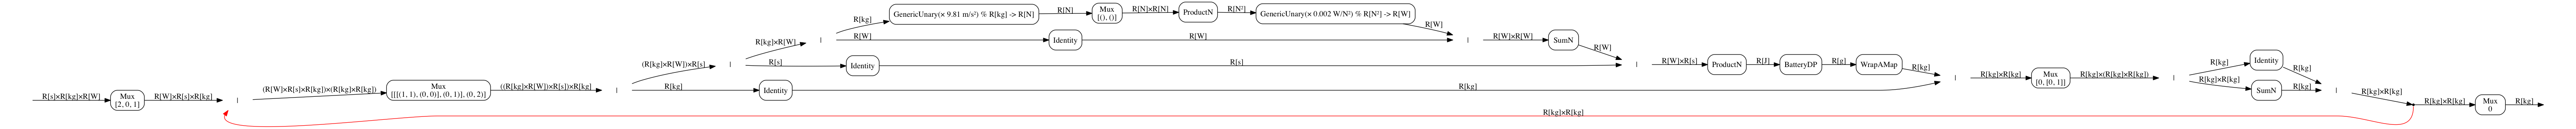 R[s]×R[kg]×R[W]
Mux
[2, 0, 1]
R[W]×R[s]×R[kg]
|
(R[W]×R[s]×R[kg])×(R[kg]×R[kg])
Mux
[[[(1, 1), (0, 0)], (0, 1)], (0, 2)]
((R[kg]×R[W])×R[s])×R[kg]
|
(R[kg]×R[W])×R[s]
|
R[kg]×R[W]
|
R[kg]
GenericUnary(× 9.81 m/s²) % R[kg] -> R[N]
R[N]
Mux
[(), ()]
R[N]×R[N]
ProductN
R[N²]
GenericUnary(× 0.002 W/N²) % R[N²] -> R[W]
R[W]
R[W]
Identity
R[W]
|
R[W]×R[W]
SumN
R[W]
R[s]
Identity
R[s]
|
R[W]×R[s]
ProductN
R[J]
BatteryDP
R[g]
WrapAMap
R[kg]
R[kg]
Identity
R[kg]
|
R[kg]×R[kg]
Mux
[0, [0, 1]]
R[kg]×(R[kg]×R[kg])
|
R[kg]
Identity
R[kg]
R[kg]×R[kg]
SumN
R[kg]
|
R[kg]×R[kg]
R[kg]×R[kg]
R[kg]×R[kg]
Mux
0
R[kg]